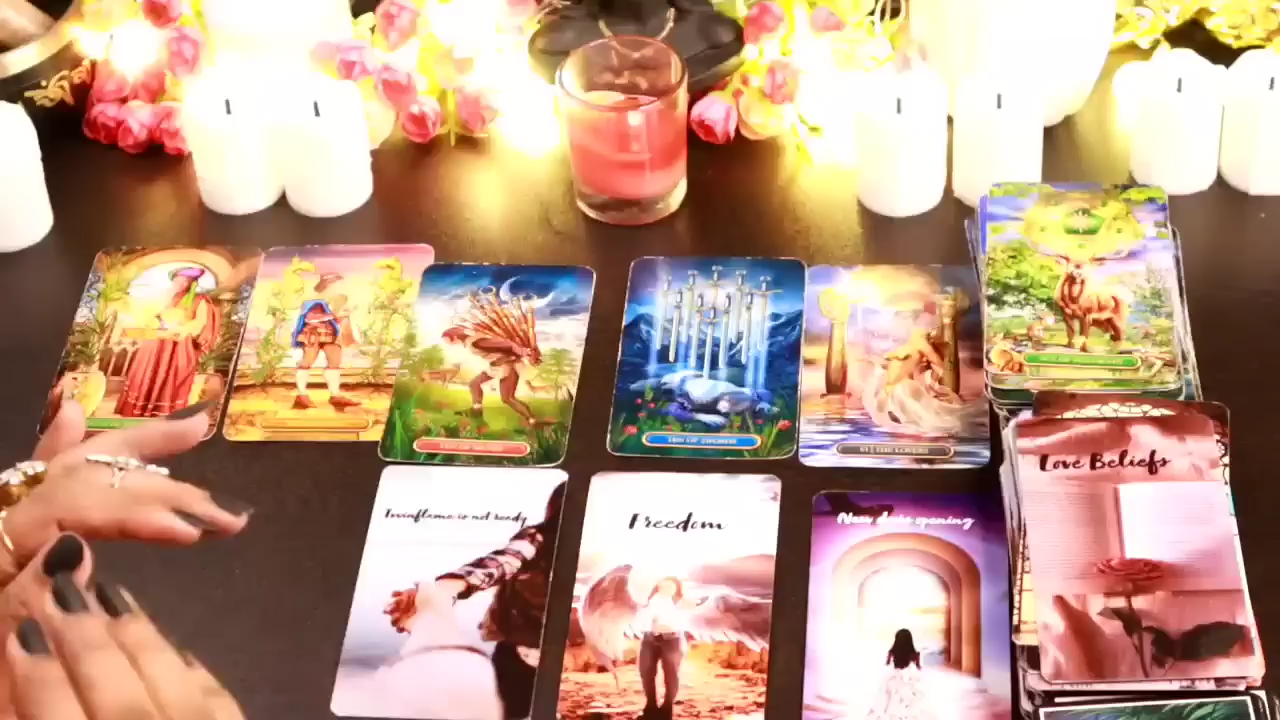 TEN OF SWORDS
VI | THE LOVERS
Love Beliefs
Twinflame is not ready
Freedom
New doors opening